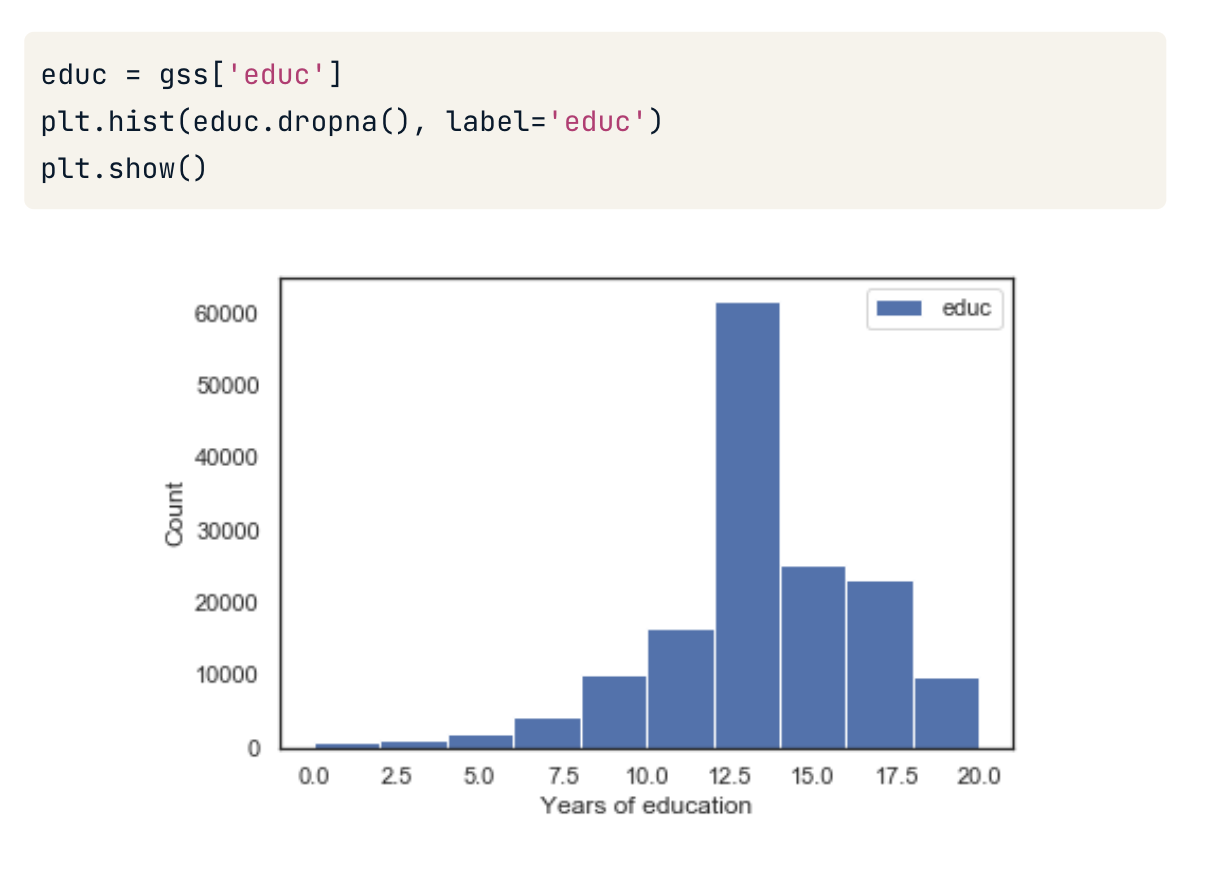 educ = gss['educ']
plt.hist(educ.dropna(), label='educ')
plt.show()
educ
60000
50000
40000
30000
20000
10000
0
Count
0.0 2.5 5.0 7.5 10.0 12.5 15.0 17.5 20.0
Years of education